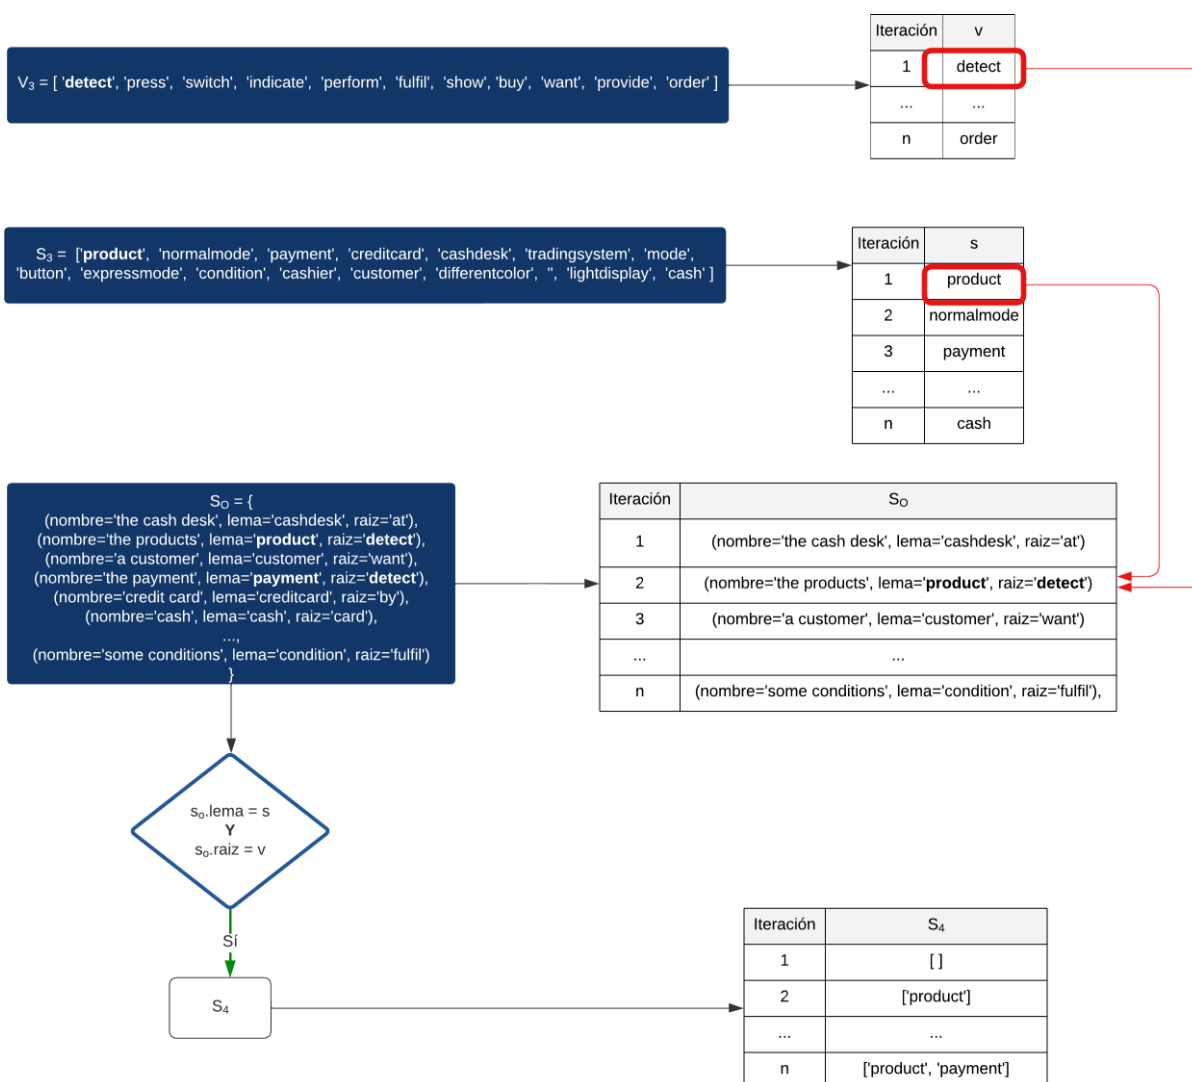 V3 = [ 'detect', 'press', 'switch', 'indicate', 'perform', 'fulfil', 'show', 'buy', 'want', 'provide', 'order' ]
Iteración v
1 detect
... ...
n order
S3 = ['product', 'normalmode', 'payment', 'creditcard', 'cashdesk', 'tradingsystem', 'mode',
'button', 'expressmode', 'condition', 'cashier', 'customer', 'differentcolor', '', 'lightdisplay', 'cash' ]
Iteración s
1 product
2 normalmode
3 payment
... ...
n cash
SO = {
(nombre='the cash desk', lema='cashdesk', raiz='at'),
(nombre='the products', lema='product', raiz='detect'),
(nombre='a customer', lema='customer', raiz='want'),
(nombre='the payment', lema='payment', raiz='detect'),
(nombre='credit card', lema='creditcard', raiz='by'),
(nombre='cash', lema='cash', raiz='card'),
...,
(nombre='some conditions', lema='condition', raiz='fulfil')
}
Iteración SO
1 (nombre='the cash desk', lema='cashdesk', raiz='at')
2 (nombre='the products', lema='product', raiz='detect')
3 (nombre='a customer', lema='customer', raiz='want')
... ...
n (nombre='some conditions', lema='condition', raiz='fulfil'),
so.lema = s
Y
so.raiz = v
Sí
S4
Iteración S4
1 [ ]
2 ['product']
... ...
n ['product', 'payment']